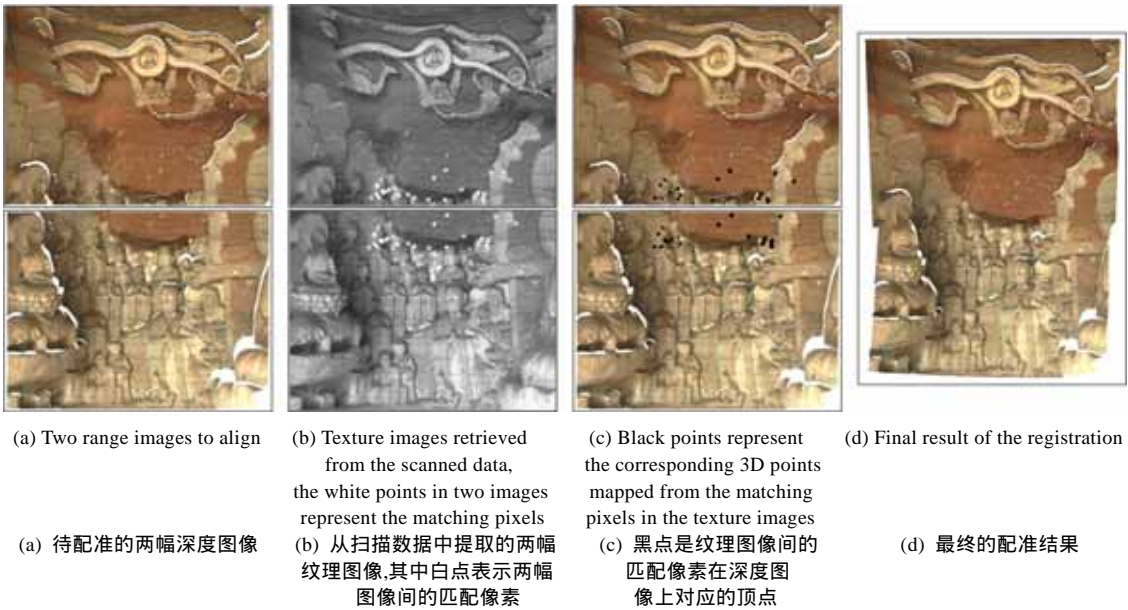 (a) Two range images to align
(b) Texture images retrieved
from the scanned data,
the white points in two images
represent the matching pixels
(c) Black points represent
the corresponding 3D points
mapped from the matching
pixels in the texture images
(d) Final result of the registration
(a) 待配准的两幅深度图像
(b) 从扫描数据中提取的两幅
纹理图像,其中白点表示两幅
图像间的匹配像素
(c) 黑点是纹理图像间的
匹配像素在深度图
像上对应的顶点
(d) 最终的配准结果